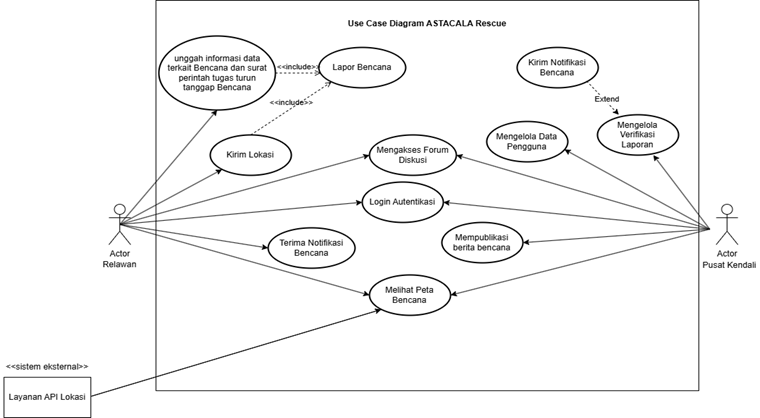 Use Case Diagram ASTACALA Rescue
unggah informasi data
terkait Bencana dan surat
perintah tugas turun
tanggap Bencana
<<include>>
Lapor Bencana
Kirim Notifikasi
Bencana
<<include>>
Extend
Mengelola
Verifikasi
Laporan
Mengelola Data
Pengguna
Kirim Lokasi
Mengakses Forum
Diskusi
Login Autentikasi
Terima Notifikasi
Bencana
Mempublikasi
berita bencana
Actor
Relawan
Actor
Pusat Kendali
Melihat Peta
Bencana
<<sistem eksternal>>
Layanan API Lokasi